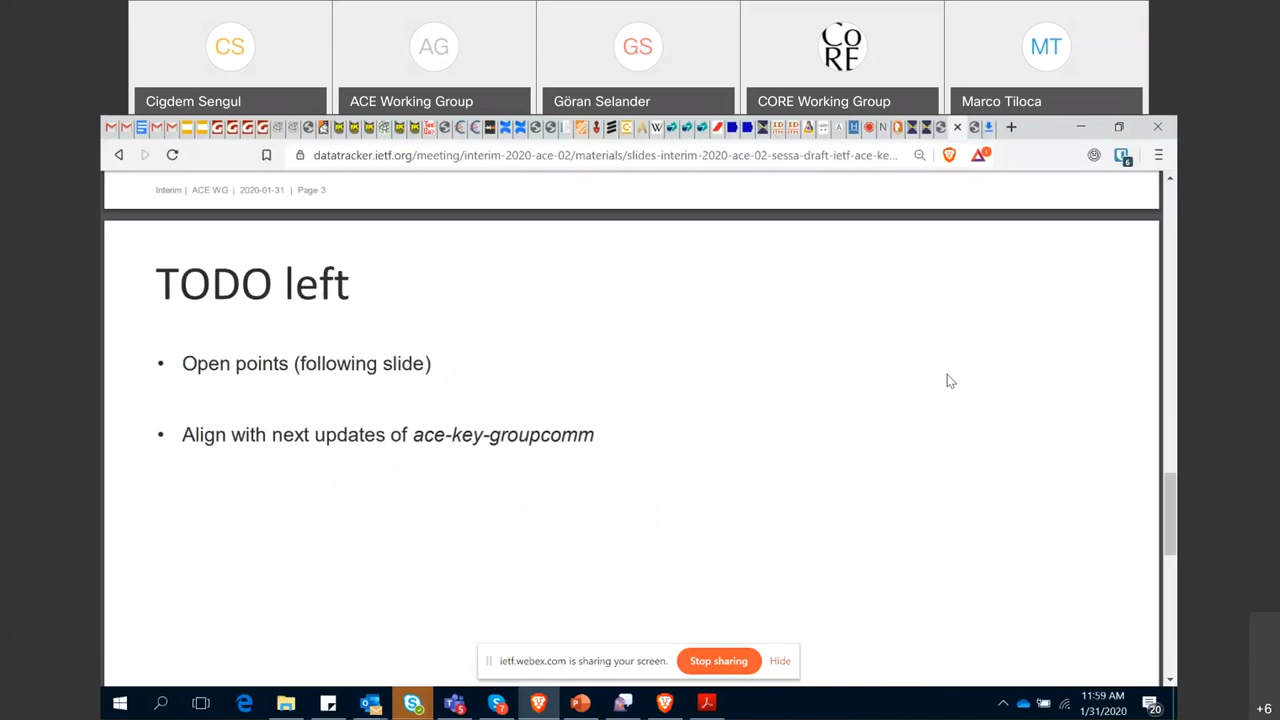 CS
AG
GS
CORE
MT
Cigdem Sengul
ACE Working Group
Göran Selander
CORE Working Group
Marco Tiloca
datatracker.ietf.org/meeting/interim-2020-ace-02/materials/slides-interim-2020-ace-02-sessa-draft-ietf-ace-ke...
6
Interim | ACE WG | 2020-01-31 | Page 3
TODO left
• Open points (following slide)
• Align with next updates of ace-key-groupcomm
ietf.webex.com is sharing your screen.
Stop sharing
Hide
11:59 AM
1/31/2020
20
+6